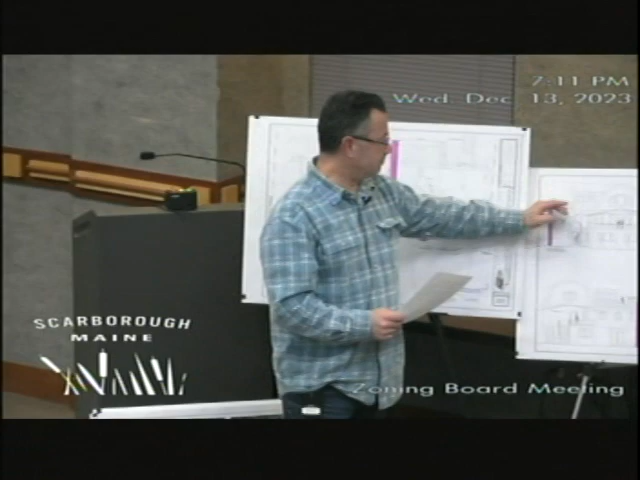 7:11 PM
Wed. Dec 13, 2023
SCARBOROUGH
MAINE
Zoning Board Meeting